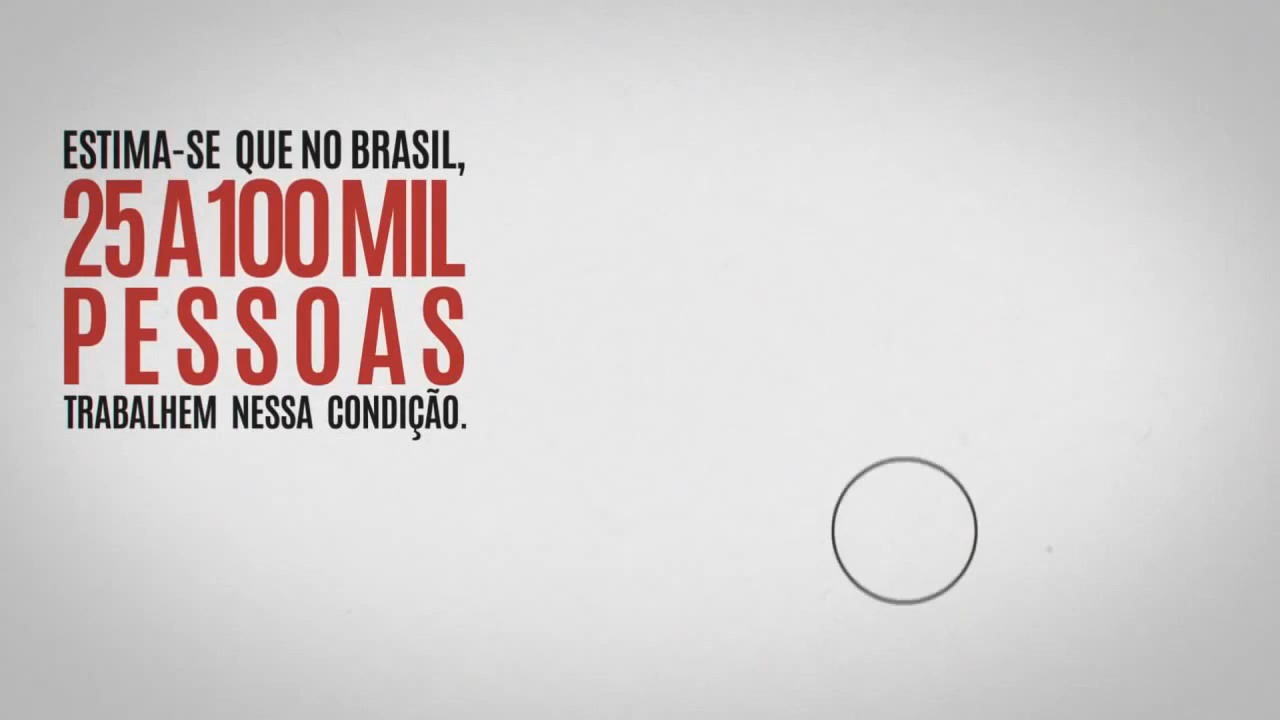 ESTIMA-SE QUE NO BRASIL,
25 A 100 MIL
PESSOAS
TRABALHEM NESSA CONDIÇÃO.